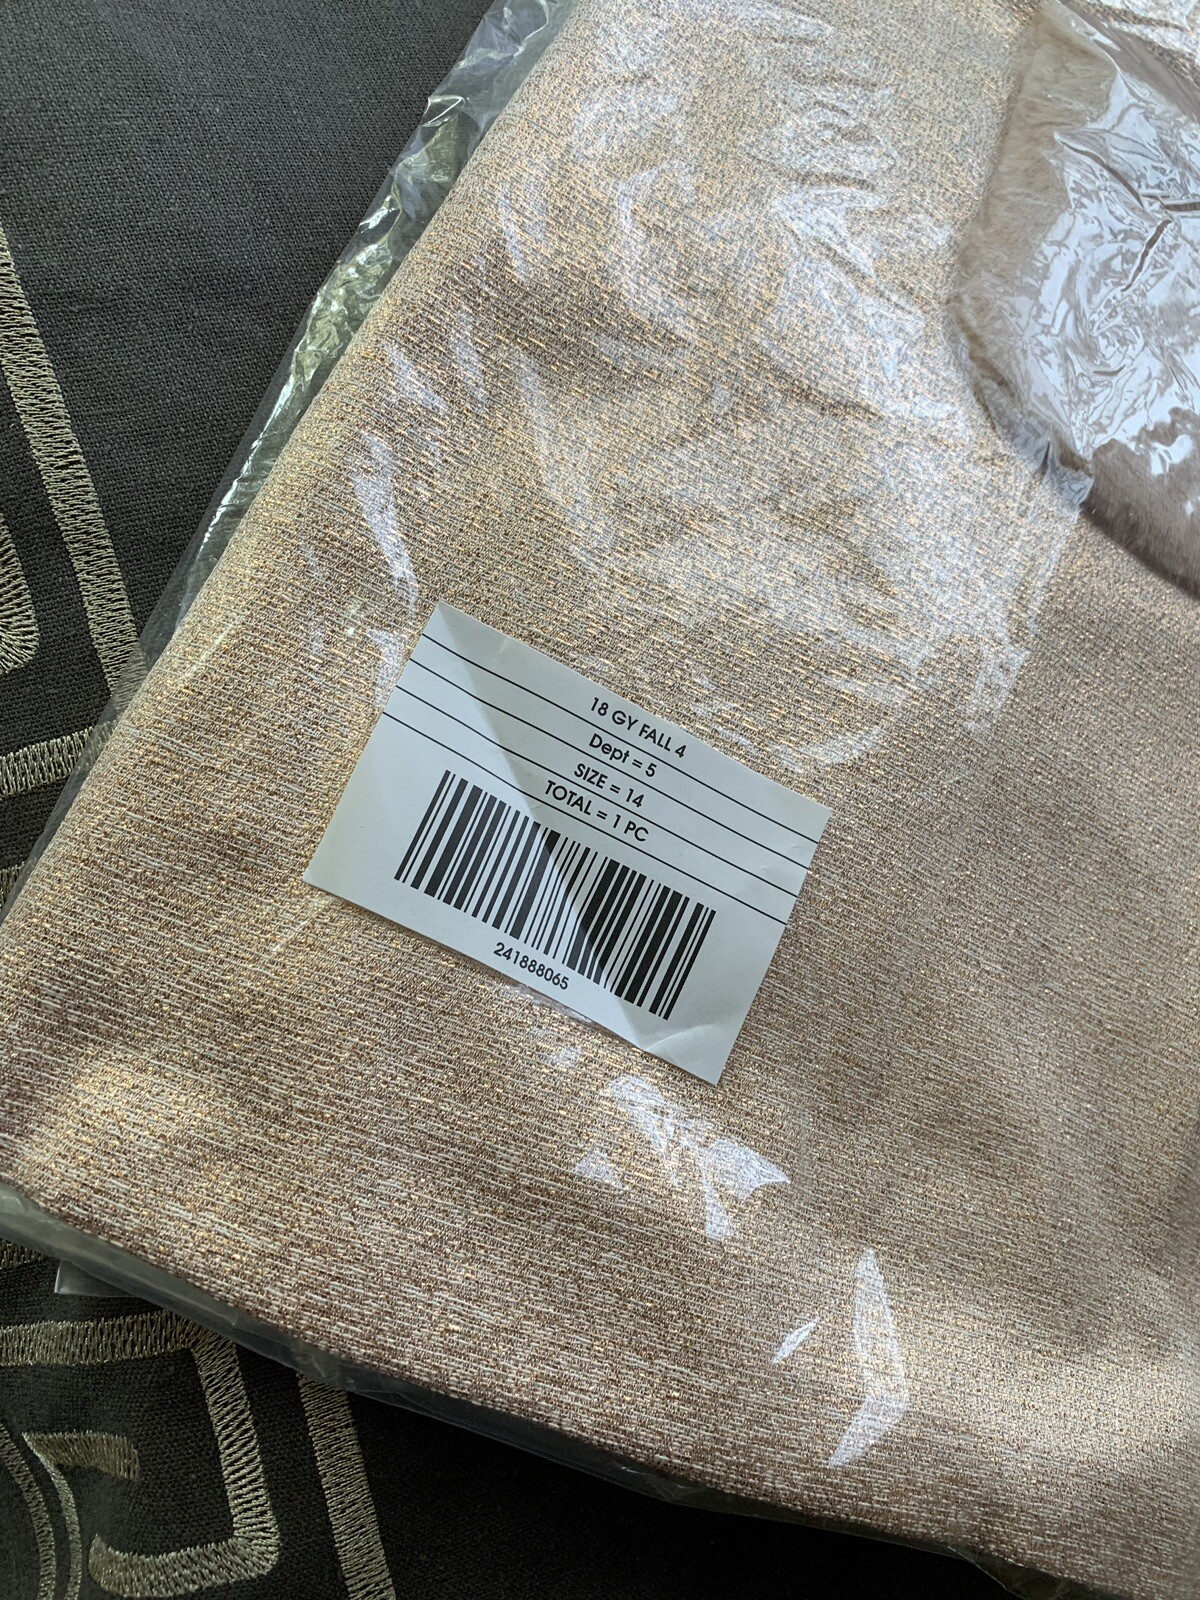 18 GY FALL 4
Dept = 5
SIZE = 14
TOTAL = 1 PC
241888065